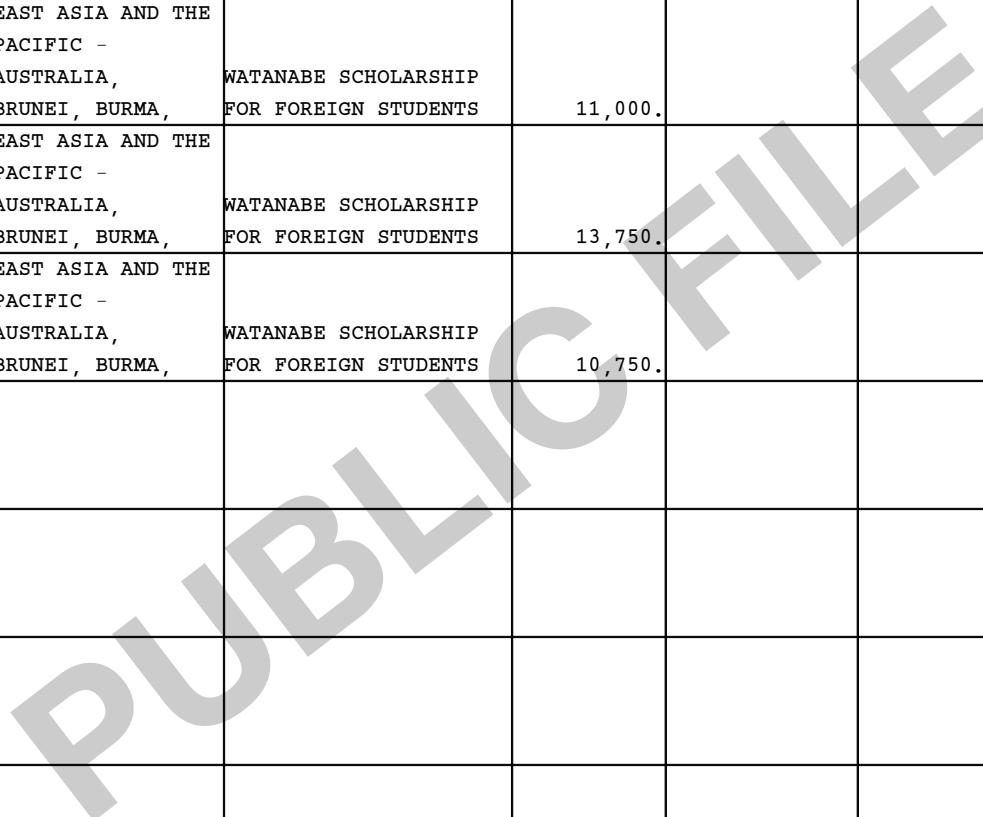 EAST ASIA AND THE
PACIFIC -
AUSTRALIA, WATANABE SCHOLARSHIP
BRUNEI, BURMA, FOR FOREIGN STUDENTS 11,000.
EAST ASIA AND THE
PACIFIC -
AUSTRALIA, WATANABE SCHOLARSHIP
BRUNEI, BURMA, FOR FOREIGN STUDENTS 13,750.
EAST ASIA AND THE
PACIFIC -
AUSTRALIA, WATANABE SCHOLARSHIP
BRUNEI, BURMA, FOR FOREIGN STUDENTS 10,750.
PUBLIC FILE